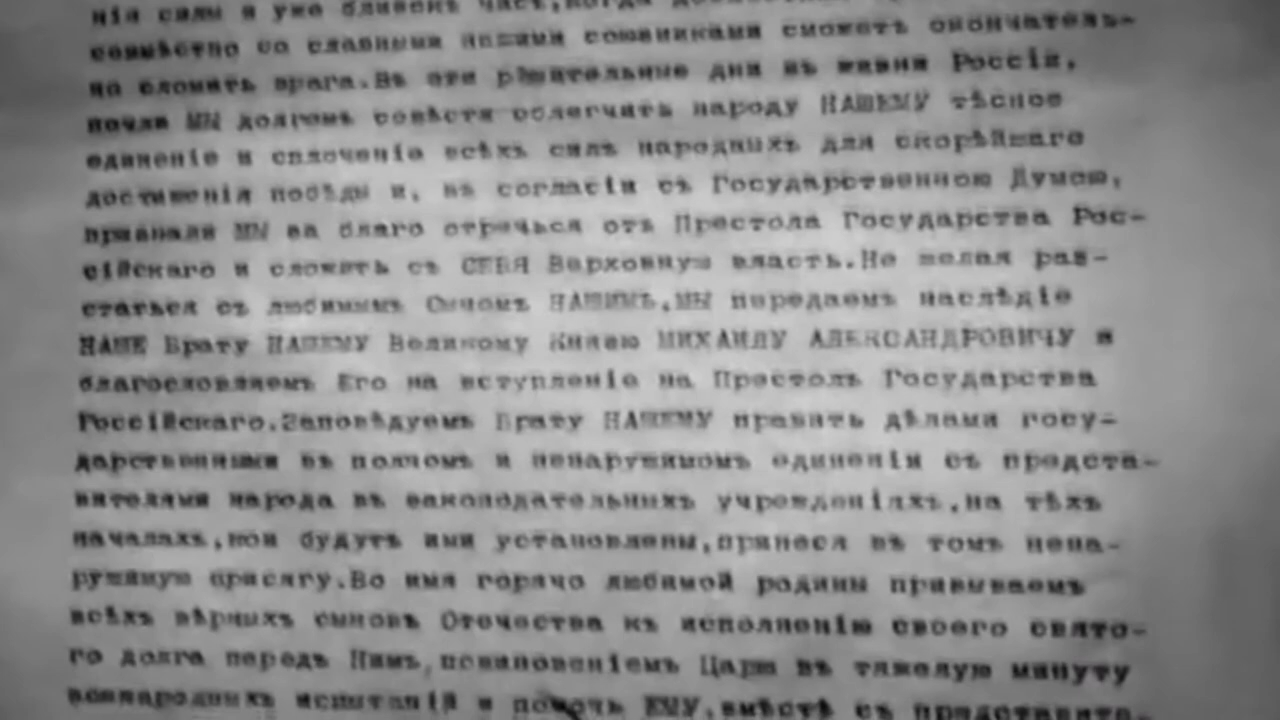 нія силы и уже близокъ часъ,когда
совмѣстно со славными нашими союзниками сможетъ окончатель-
но сломить врага.Въ эти рѣшительные дни въ жизни Россіи,
почли МЫ долгомъ совѣсти облегчить народу НАШЕМУ тѣсное
единеніе и сплоченіе всѣхъ силъ народныхъ для скорѣйшаго
достиженія побѣды и, въ согласіи съ Государственною Думою,
признали МЫ за благо отречься отъ Престола Государства Рос-
сійскаго и сложить съ СЕБЯ Верховную власть.Не желая раз-
статься съ любимымъ Сыномъ НАШИМЪ,МЫ передаемъ наслѣдіе
НАШЕ Брату НАШЕМУ Великому Князю МИХАИЛУ АЛЕКСАНДРОВИЧУ и
благословляемъ Его на вступленіе на Престолъ Государства
Россійскаго.Заповѣдуемъ Брату НАШЕМУ править дѣлами госу-
дарственными въ полномъ и ненарушимомъ единеніи съ предста-
вителями народа въ законодательныхъ учрежденіяхъ,на тѣхъ
началахъ,кои будутъ ими установлены,принеся въ томъ нена-
рушимую присягу.Во имя горячо любимой родины призываемъ
всѣхъ вѣрныхъ сыновъ Отечества къ исполненію своего свято-
го долга передъ Нимъ,повиновеніемъ Царю въ тяжелую минуту
всенародныхъ испытаній и помочь ЕМУ,вмѣстѣ съ представите-